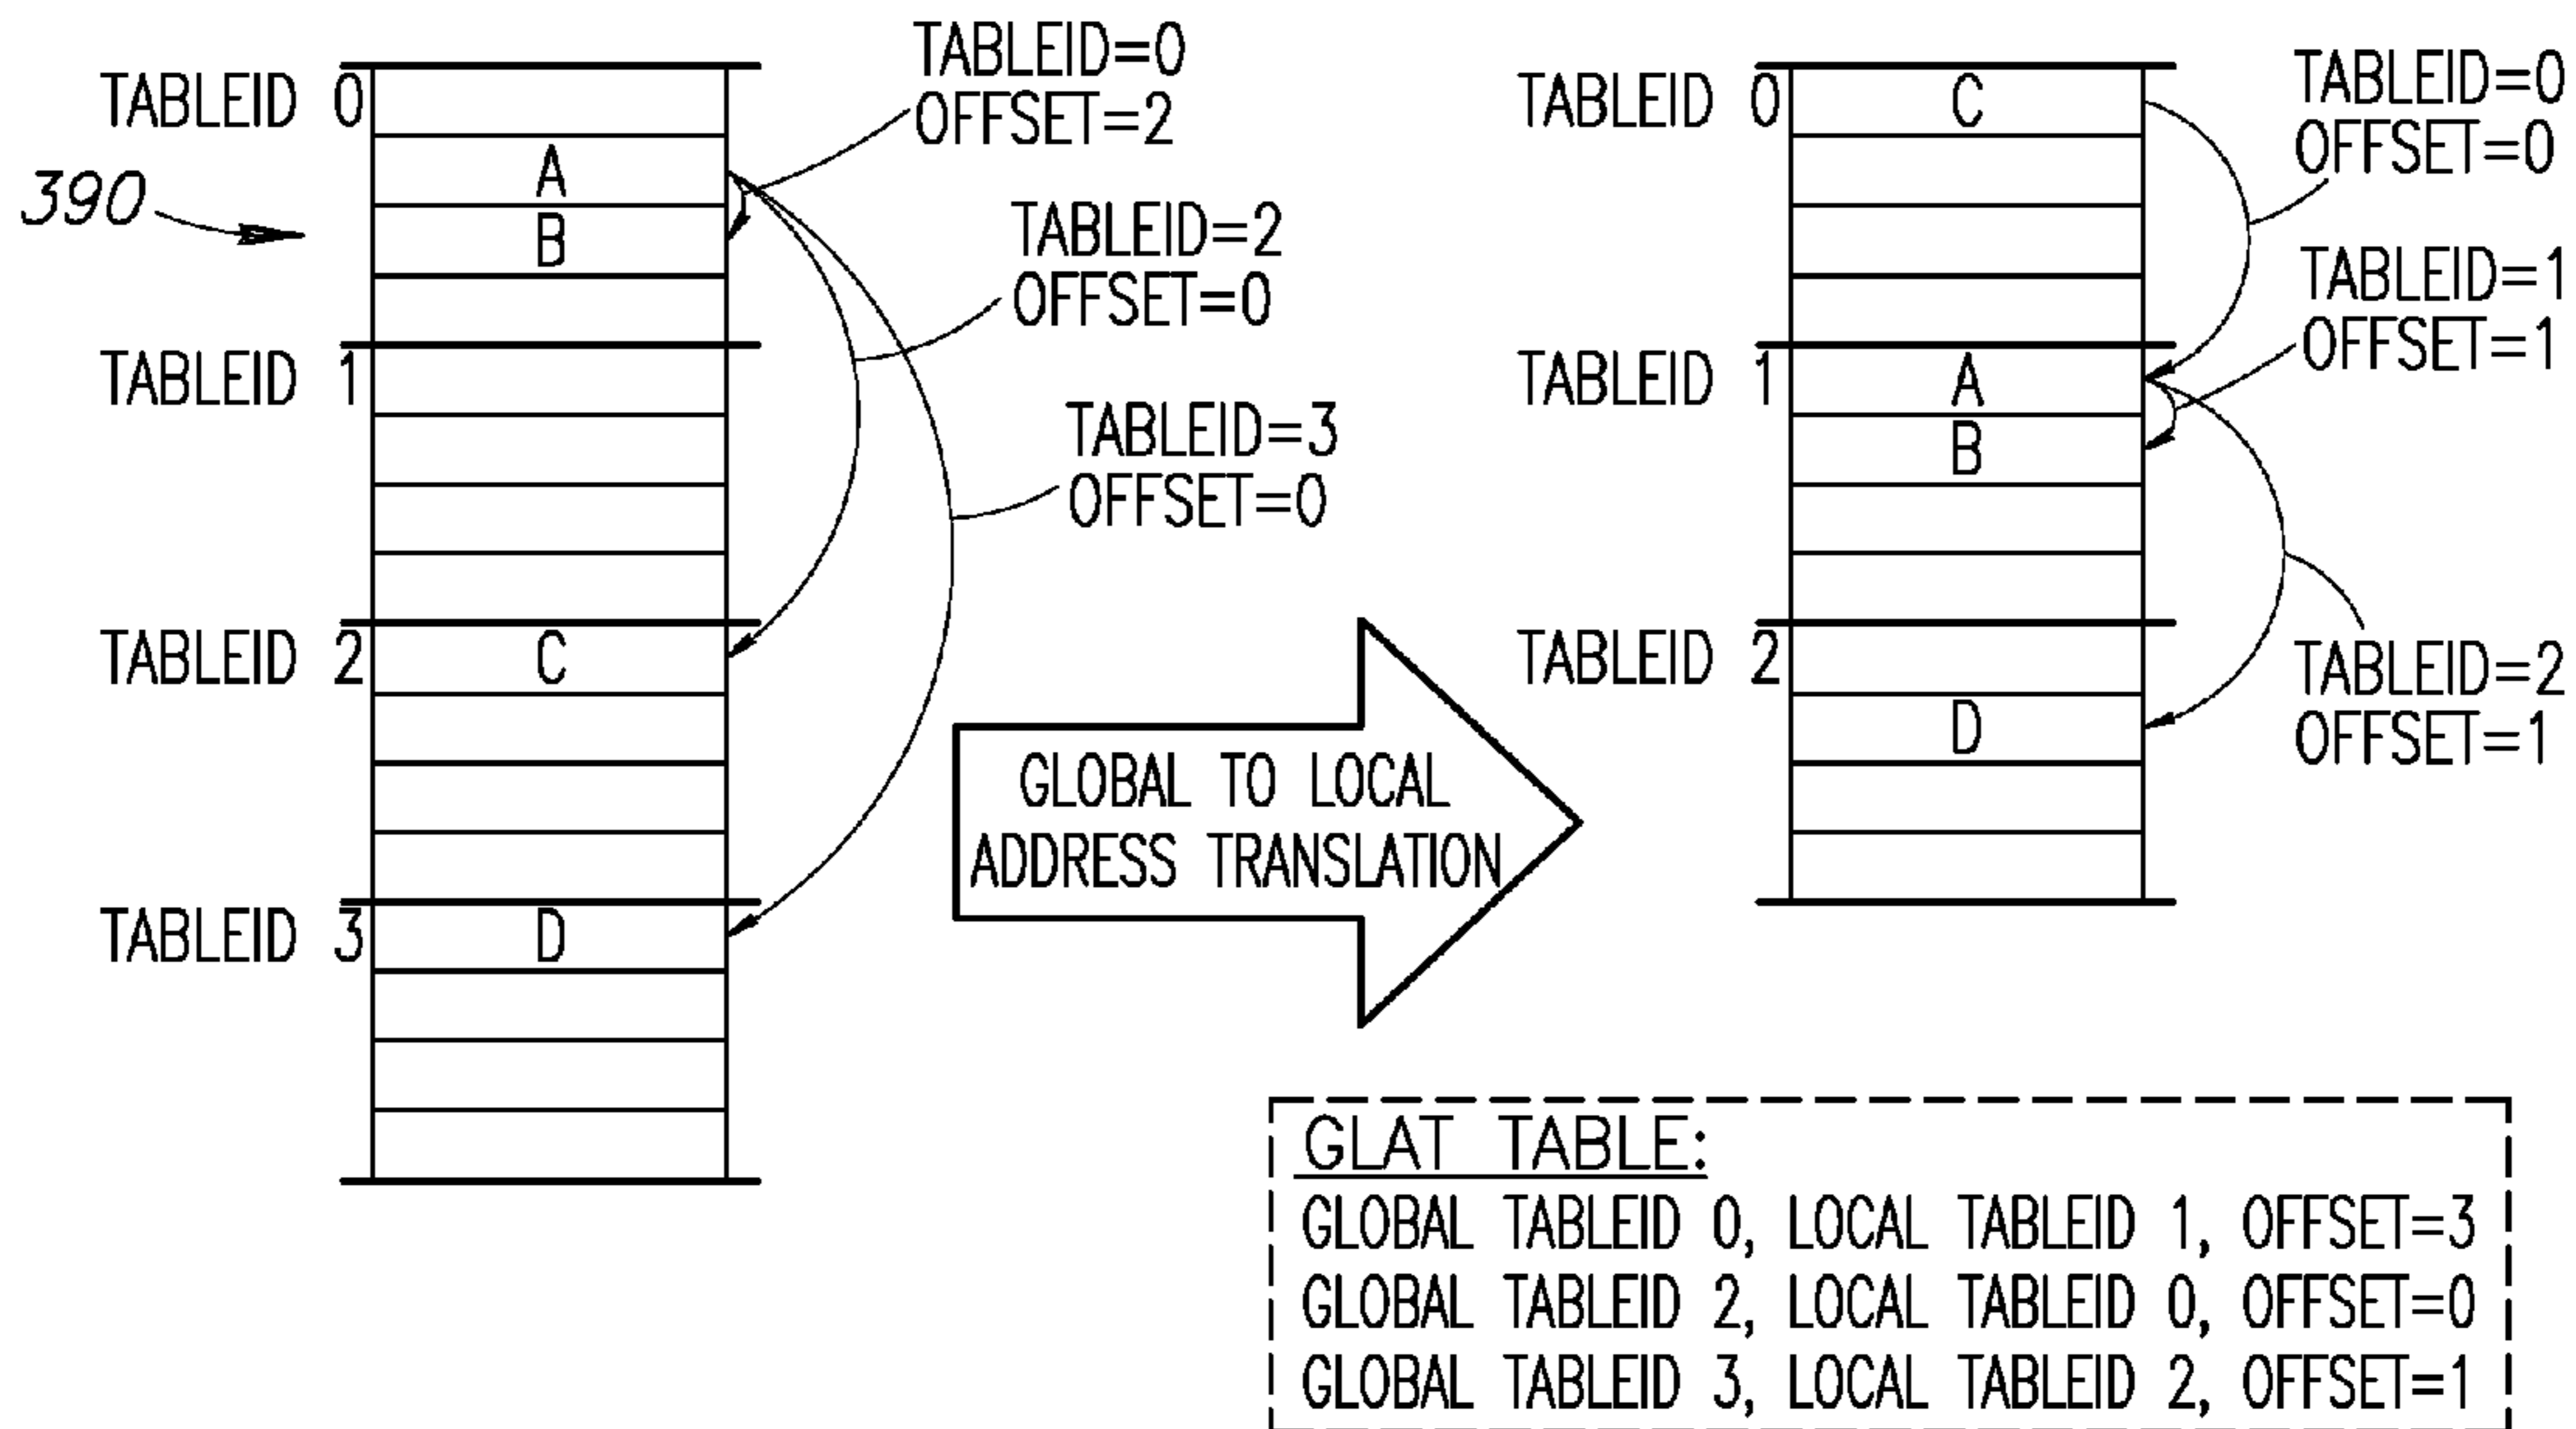 TABLEID 0
A
390
B
TABLEID 1
TABLEID 2
C
TABLEID 3
D
TABLEID=0
OFFSET=2
TABLEID=2
OFFSET=0
TABLEID=3
OFFSET=0
GLOBAL TO LOCAL
ADDRESS TRANSLATION
TABLEID 0
C
TABLEID 1
A
B
TABLEID 2
D
TABLEID=0
OFFSET=0
TABLEID=1
OFFSET=1
TABLEID=2
OFFSET=1
GLAT TABLE:
GLOBAL TABLEID 0, LOCAL TABLEID 1, OFFSET=3
GLOBAL TABLEID 2, LOCAL TABLEID 0, OFFSET=0
GLOBAL TABLEID 3, LOCAL TABLEID 2, OFFSET=1